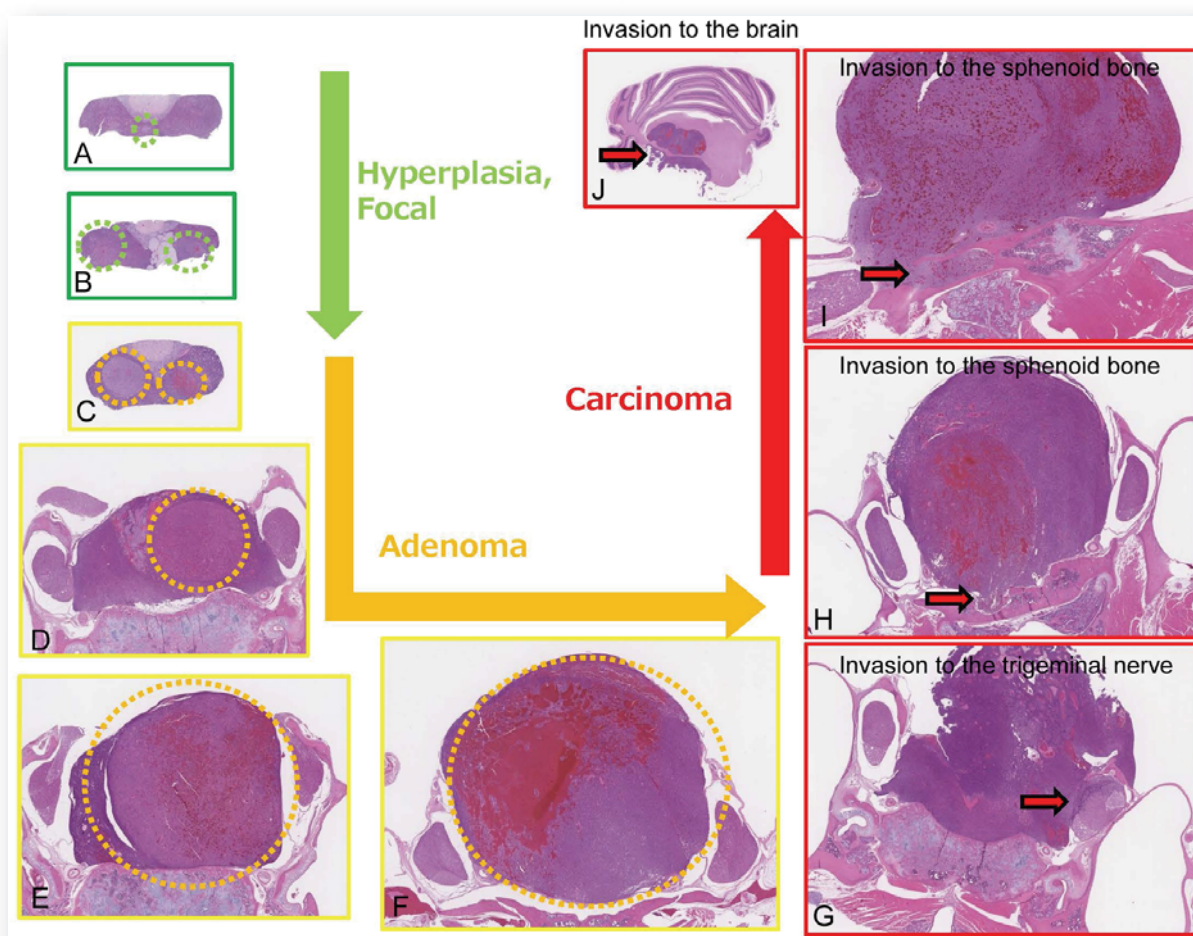 Invasion to the brain
A
B
C
D
E
F
Hyperplasia,
Focal
Adenoma
Carcinoma
J
Invasion to the sphenoid bone
I
Invasion to the sphenoid bone
H
Invasion to the trigeminal nerve
G